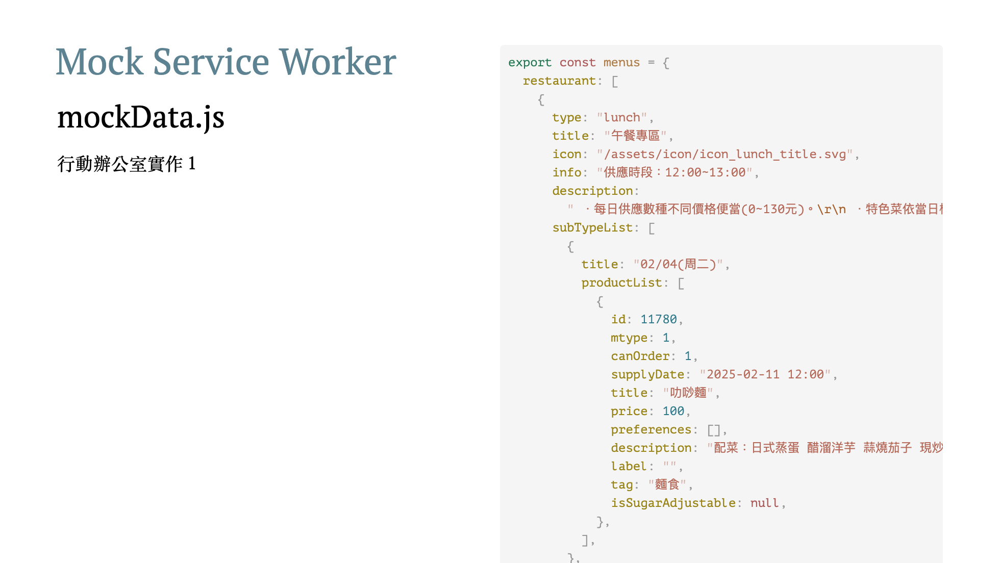 Mock Service Worker
mockData.js
行動辦公室實作 1
export const menus = {
  restaurant: [
    {
      type: "lunch",
      title: "午餐專區",
      icon: "/assets/icon/icon_lunch_title.svg",
      info: "供應時段：12:00~13:00",
      description:
        " ‧每日供應數種不同價格便當(0~130元)。\r\n ‧特色菜依當日
      subTypeList: [
        {
          title: "02/04(周二)",
          productList: [
            {
              id: 11780,
              mtype: 1,
              canOrder: 1,
              supplyDate: "2025-02-11 12:00",
              title: "叻唦麵",
              price: 100,
              preferences: [],
              description: "配菜：日式蒸蛋 醋溜洋芋 蒜燒茄子 現炒
              label: "",
              tag: "麵食",
              isSugarAdjustable: null,
            },
          ],
        },